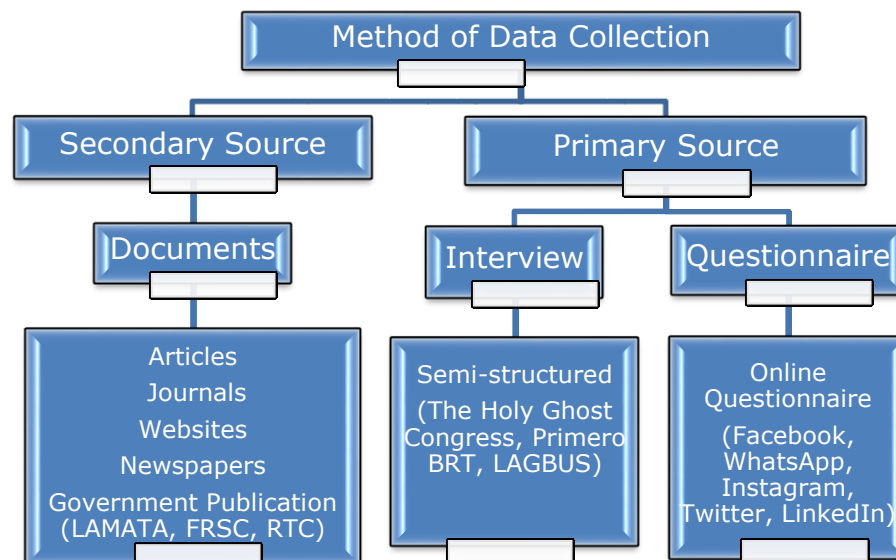 Method of Data Collection
Secondary Source
Primary Source
Documents
Interview
Questionnaire
Articles
Journals
Websites
Newspapers
Government Publication
(LAMATA, FRSC, RTC)
Semi-structured
(The Holy Ghost
Congress, Primero
BRT, LAGBUS)
Online
Questionnaire
(Facebook,
WhatsApp,
Instagram,
Twitter, LinkedIn)